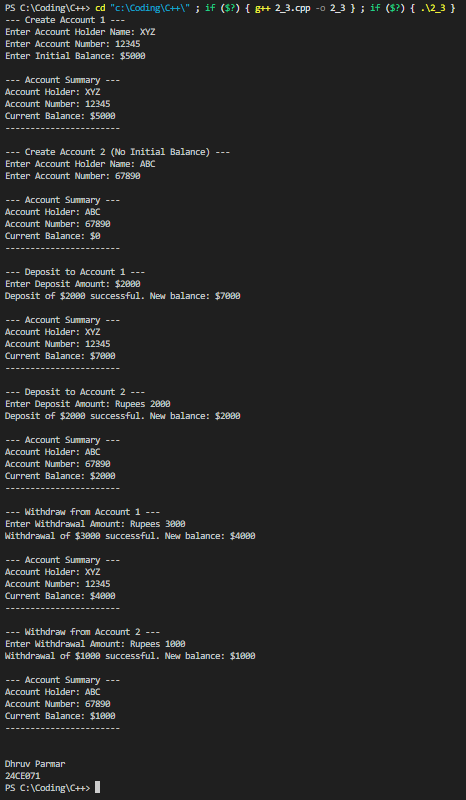 PS C:\Coding\C++> cd "c:\Coding\C++\" ; if ($?) { g++ 2_3.cpp -o 2_3 } ; if ($?) { .\2_3 }
--- Create Account 1 ---
Enter Account Holder Name: XYZ
Enter Account Number: 12345
Enter Initial Balance: $5000

--- Account Summary ---
Account Holder: XYZ
Account Number: 12345
Current Balance: $5000
-----------------------

--- Create Account 2 (No Initial Balance) ---
Enter Account Holder Name: ABC
Enter Account Number: 67890

--- Account Summary ---
Account Holder: ABC
Account Number: 67890
Current Balance: $0
-----------------------

--- Deposit to Account 1 ---
Enter Deposit Amount: $2000
Deposit of $2000 successful. New balance: $7000

--- Account Summary ---
Account Holder: XYZ
Account Number: 12345
Current Balance: $7000
-----------------------

--- Deposit to Account 2 ---
Enter Deposit Amount: Rupees 2000
Deposit of $2000 successful. New balance: $2000

--- Account Summary ---
Account Holder: ABC
Account Number: 67890
Current Balance: $2000
-----------------------

--- Withdraw from Account 1 ---
Enter Withdrawal Amount: Rupees 3000
Withdrawal of $3000 successful. New balance: $4000

--- Account Summary ---
Account Holder: XYZ
Account Number: 12345
Current Balance: $4000
-----------------------

--- Withdraw from Account 2 ---
Enter Withdrawal Amount: Rupees 1000
Withdrawal of $1000 successful. New balance: $1000

--- Account Summary ---
Account Holder: ABC
Account Number: 67890
Current Balance: $1000
-----------------------

Dhruv Parmar
24CE071
PS C:\Coding\C++>